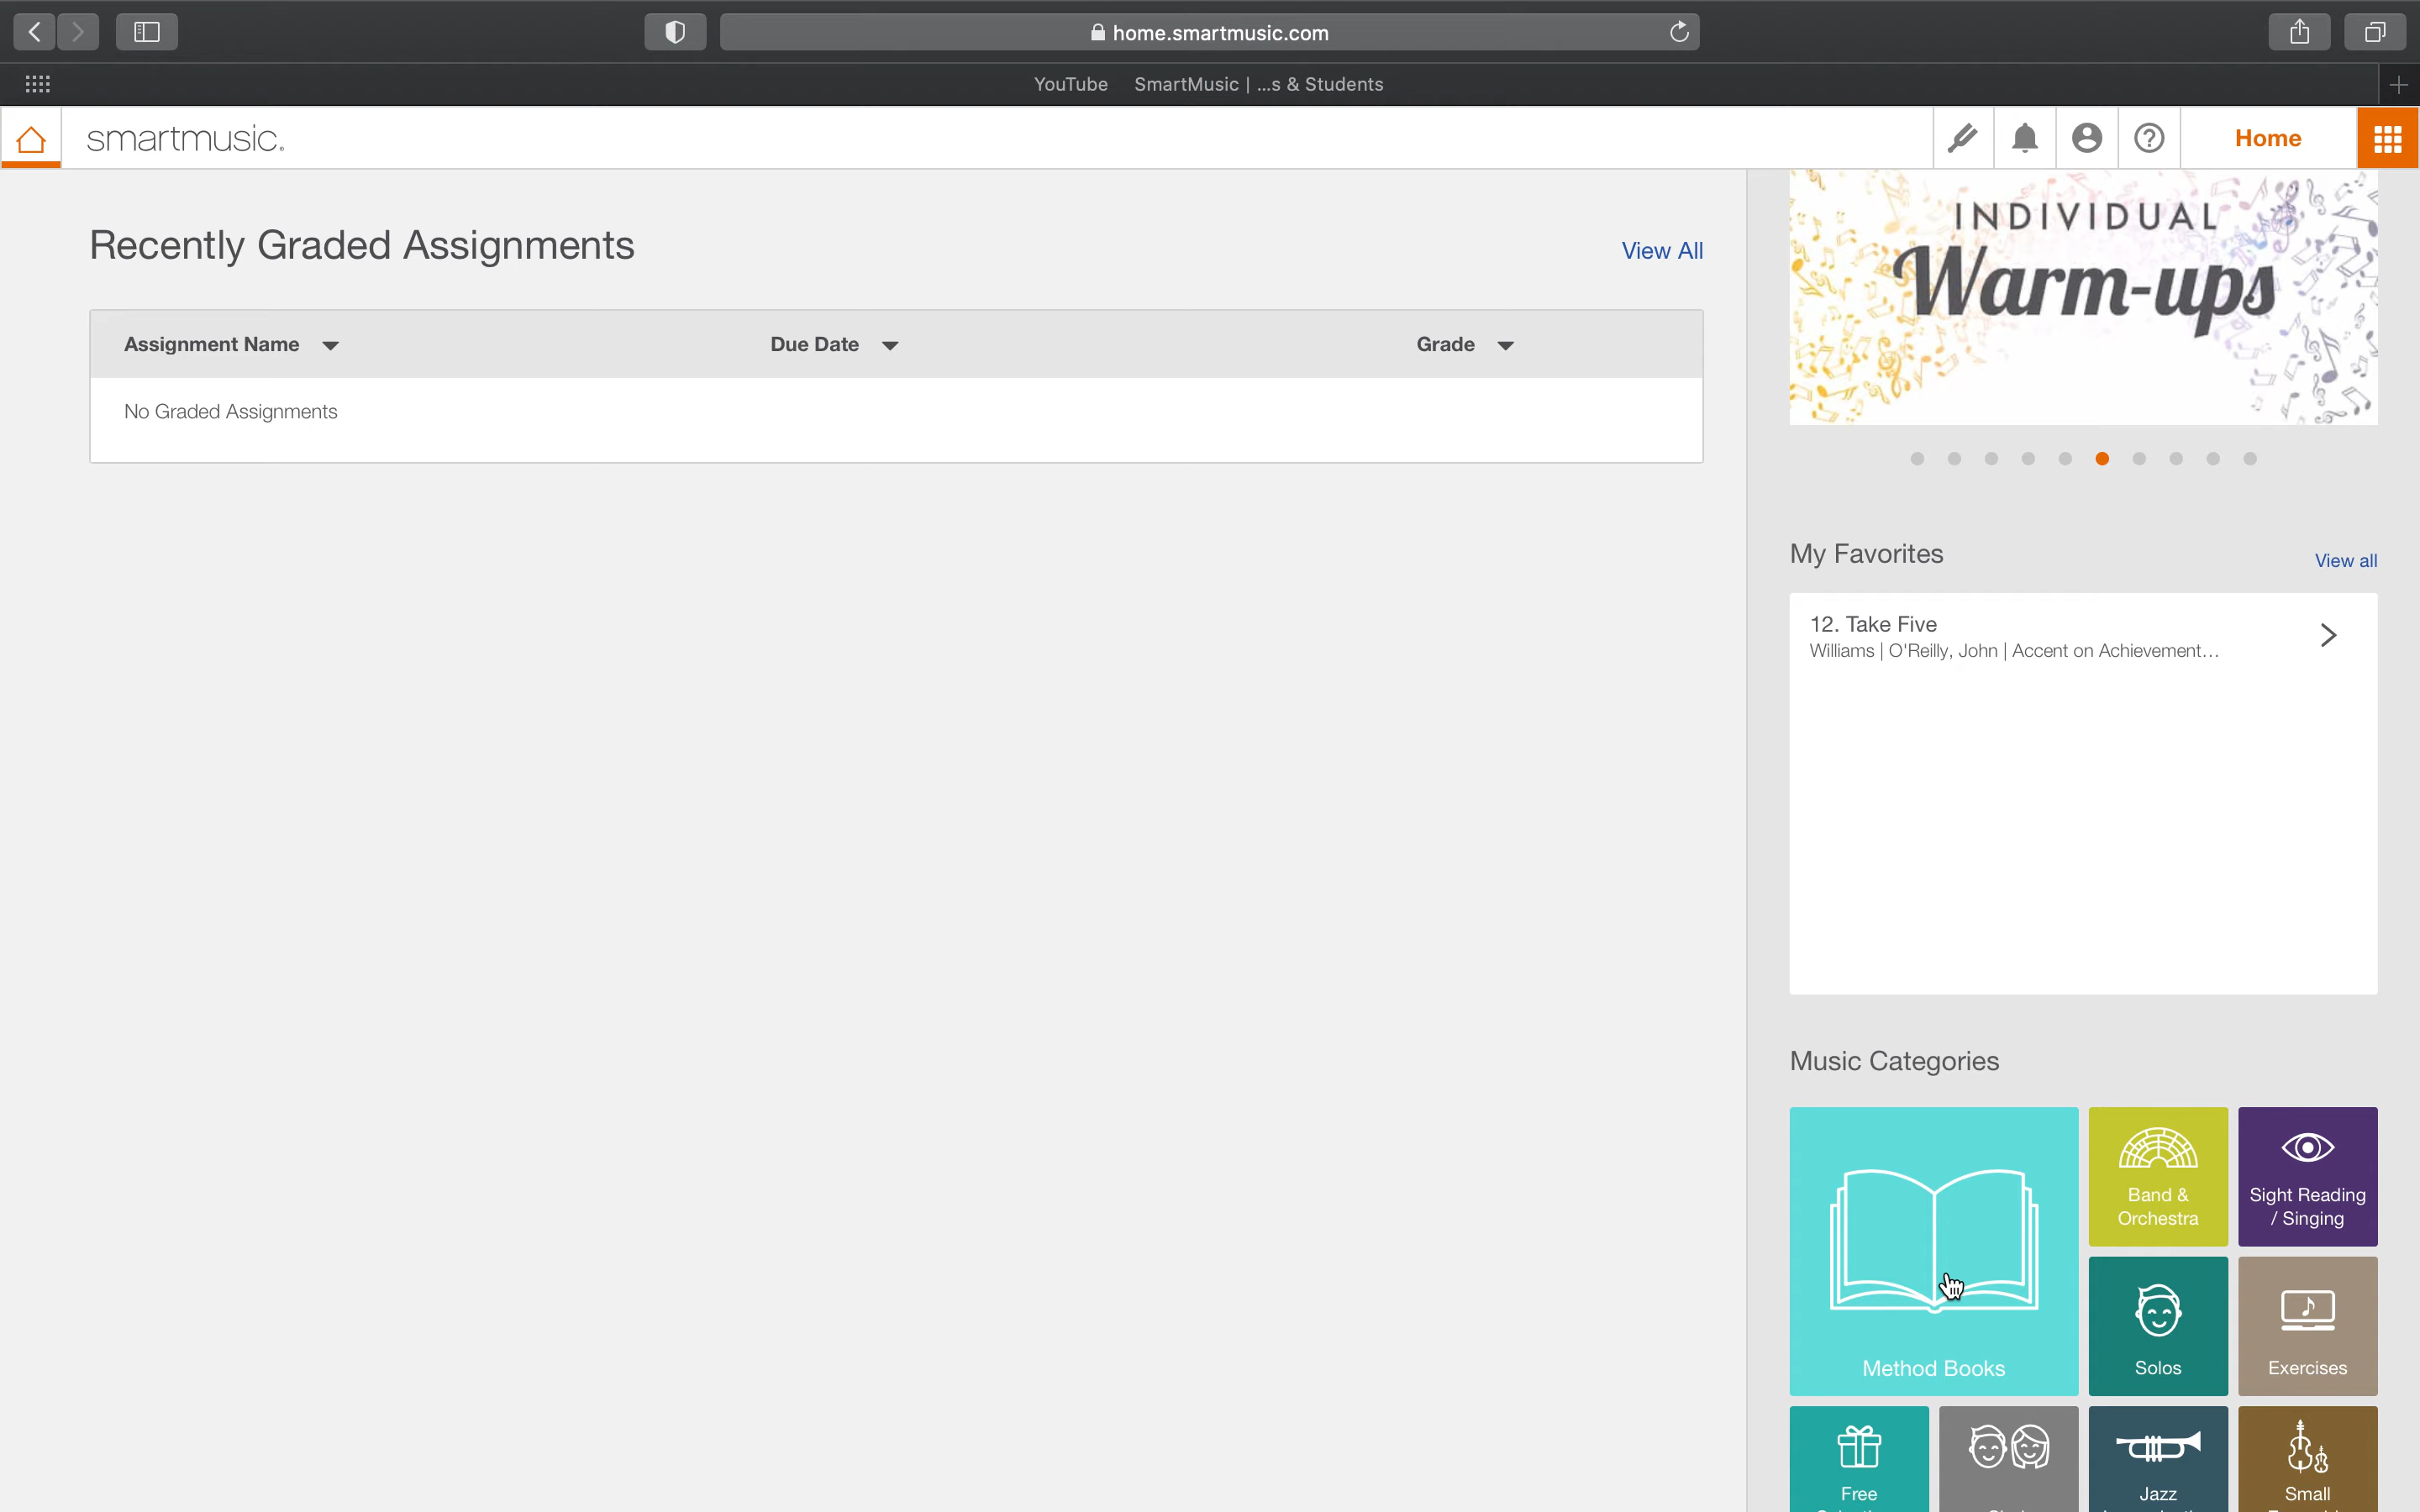 home.smartmusic.com
YouTube
SmartMusic | ...s & Students
smartmusic.
Home
Recently Graded Assignments
View All
Assignment Name
Due Date
Grade
No Graded Assignments
INDIVIDUAL
Warm-ups
My Favorites
View all
12. Take Five
Williams | O'Reilly, John | Accent on Achievement...
Music Categories
Method Books
Band &
Orchestra
Sight Reading
/ Singing
Solos
Exercises
Free
Jazz
Small